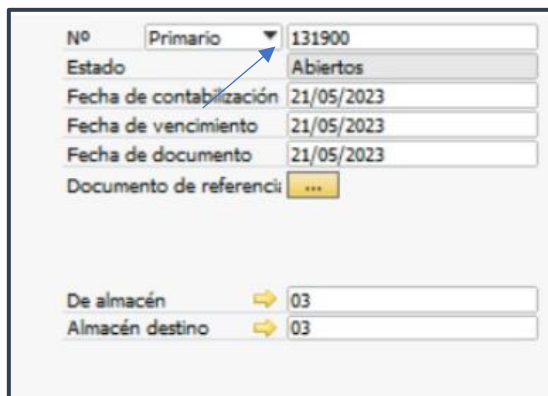 Nº Primario 131900
Estado Abiertos
Fecha de contabilización 21/05/2023
Fecha de vencimiento 21/05/2023
Fecha de documento 21/05/2023
Documento de referencia ...
De almacén 03
Almacén destino 03